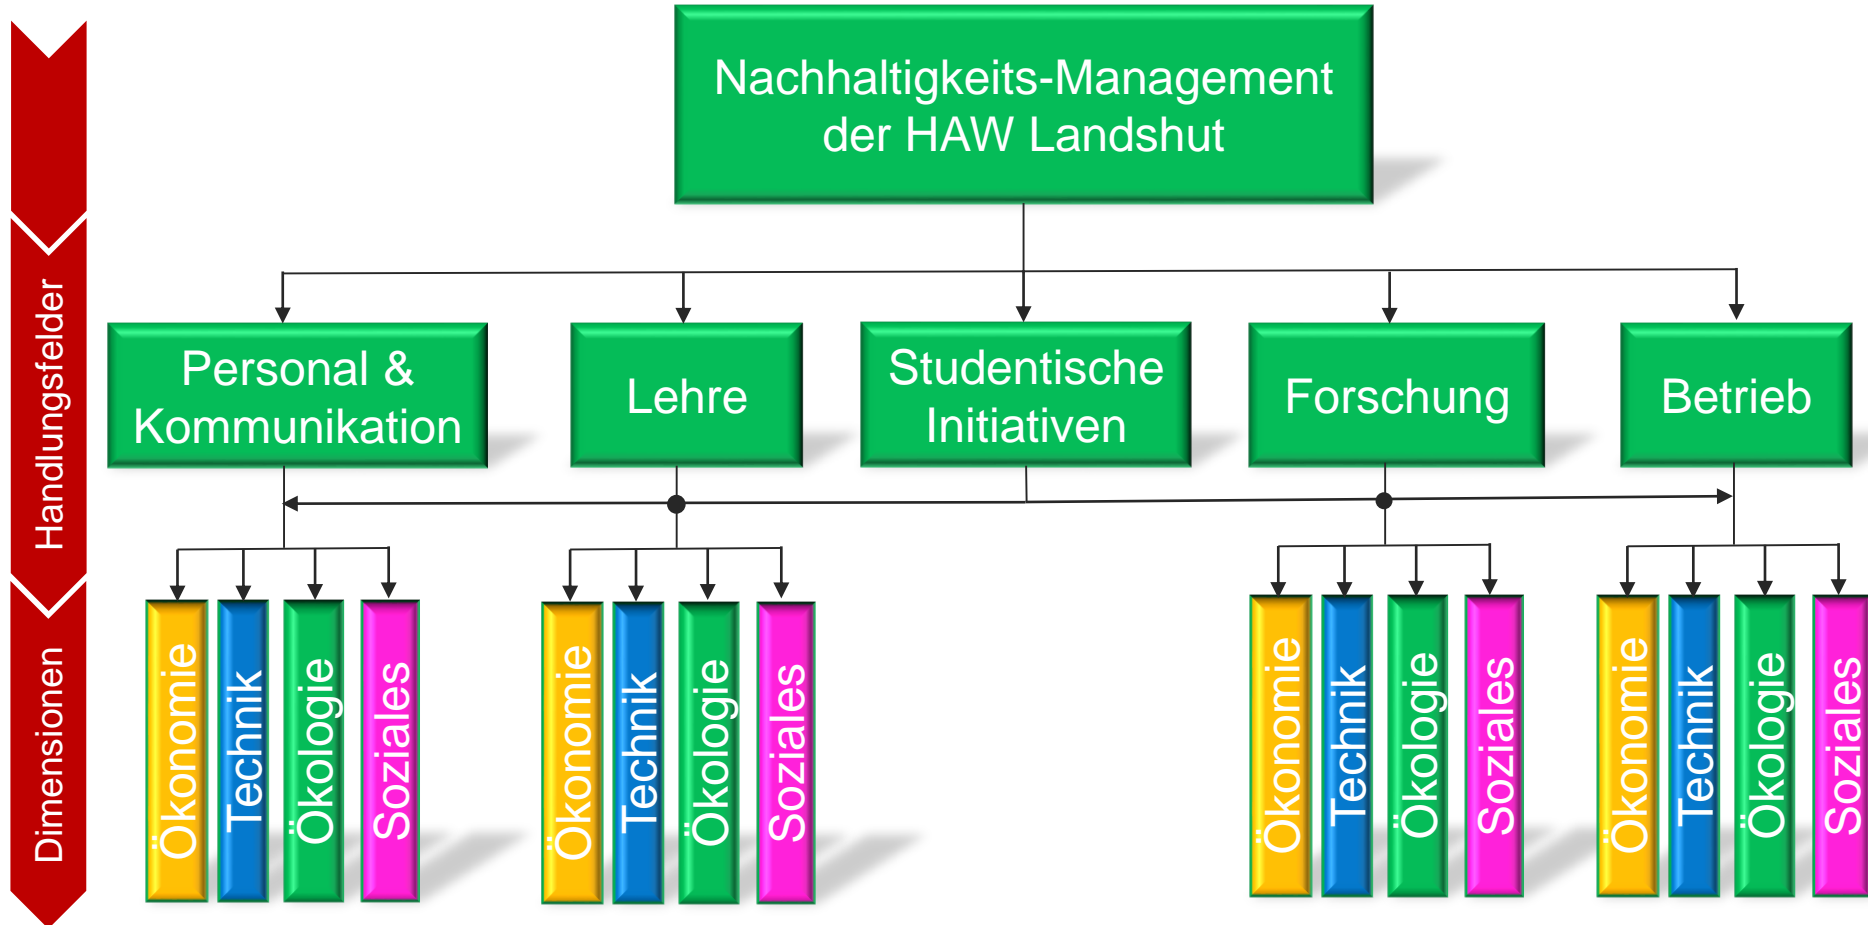 Nachhaltigkeits-Management
der HAW Landshut
Handlungsfelder
Personal &
Kommunikation
Lehre
Studentische
Initiativen
Forschung
Betrieb
Dimensionen
Ökonomie
Technik
Ökologie
Soziales
Ökonomie
Technik
Ökologie
Soziales
Ökonomie
Technik
Ökologie
Soziales
Ökonomie
Technik
Ökologie
Soziales